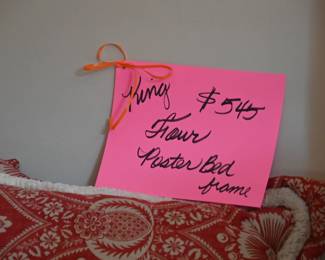 King $545
Four
Poster Bed
frame